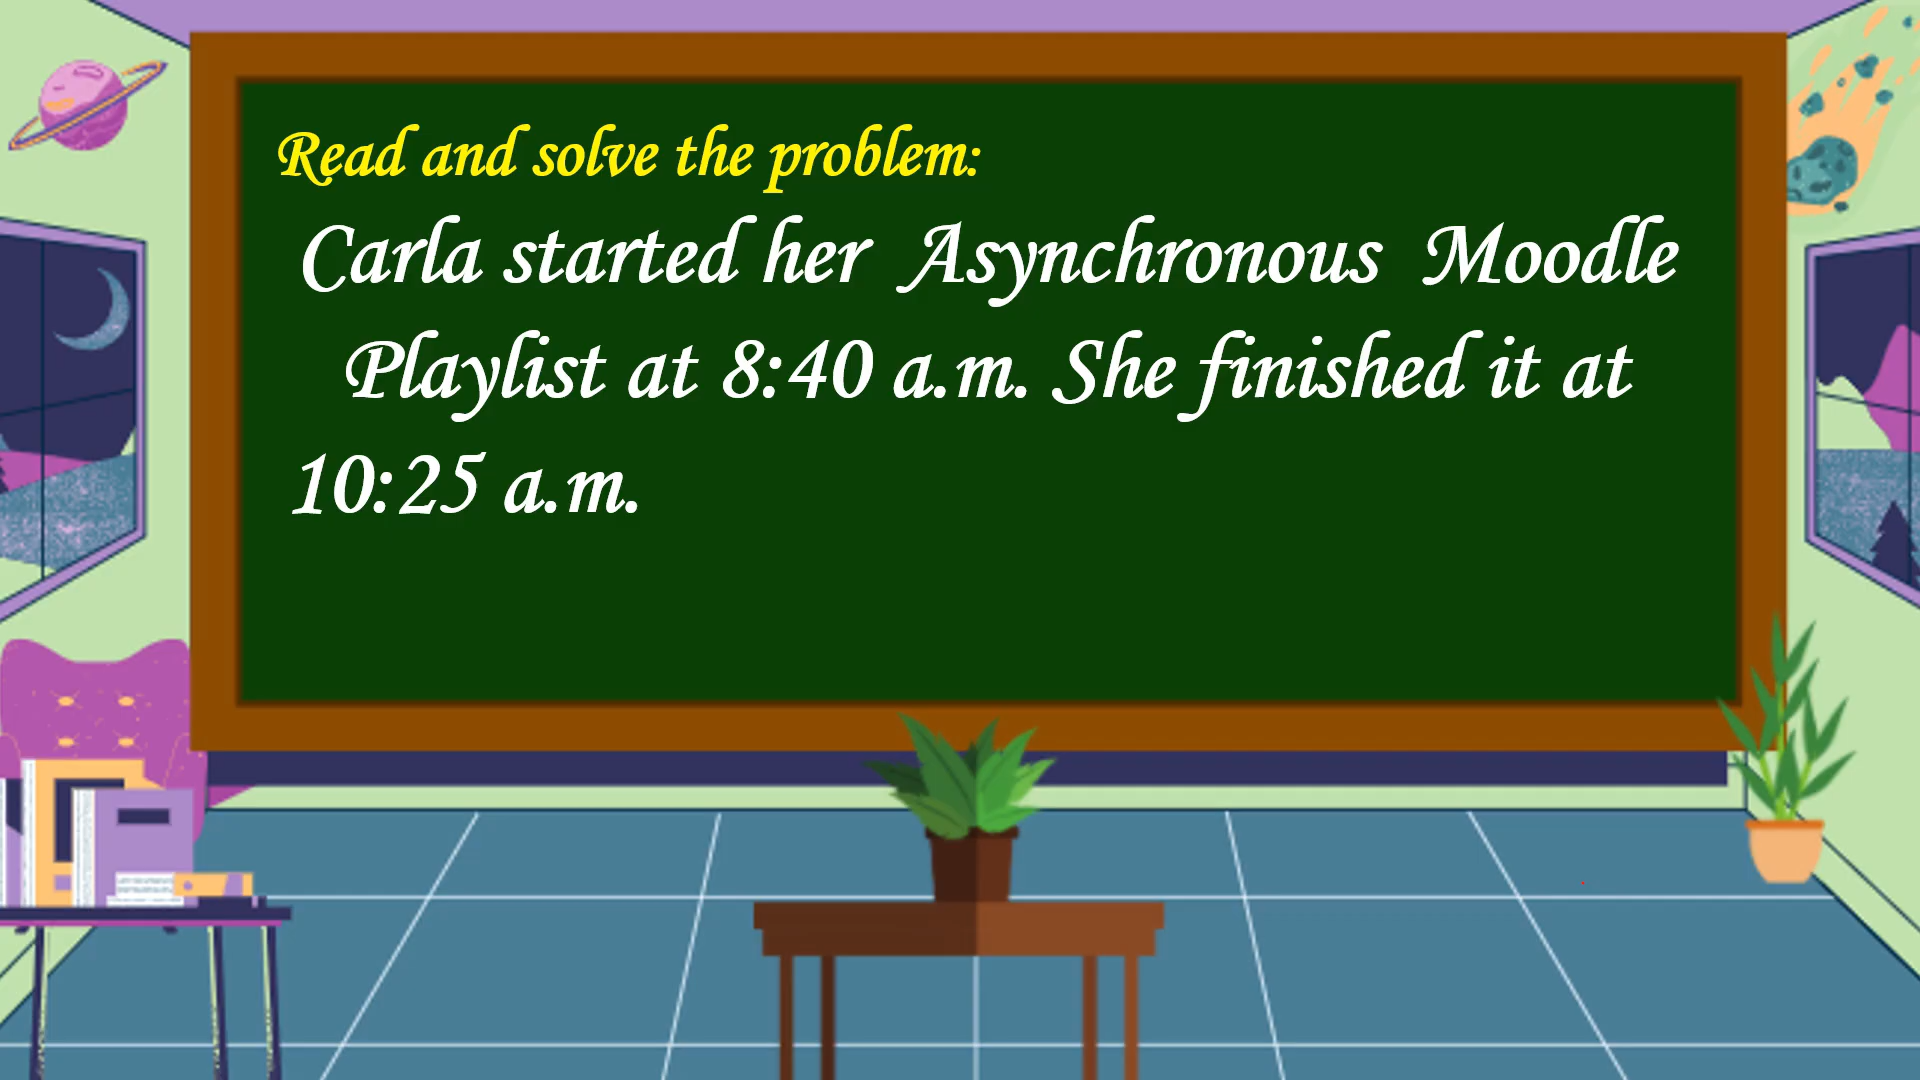 Read and solve the problem:
Carla started her Asynchronous Moodle
Playlist at 8:40 a.m. She finished it at
10:25 a.m.